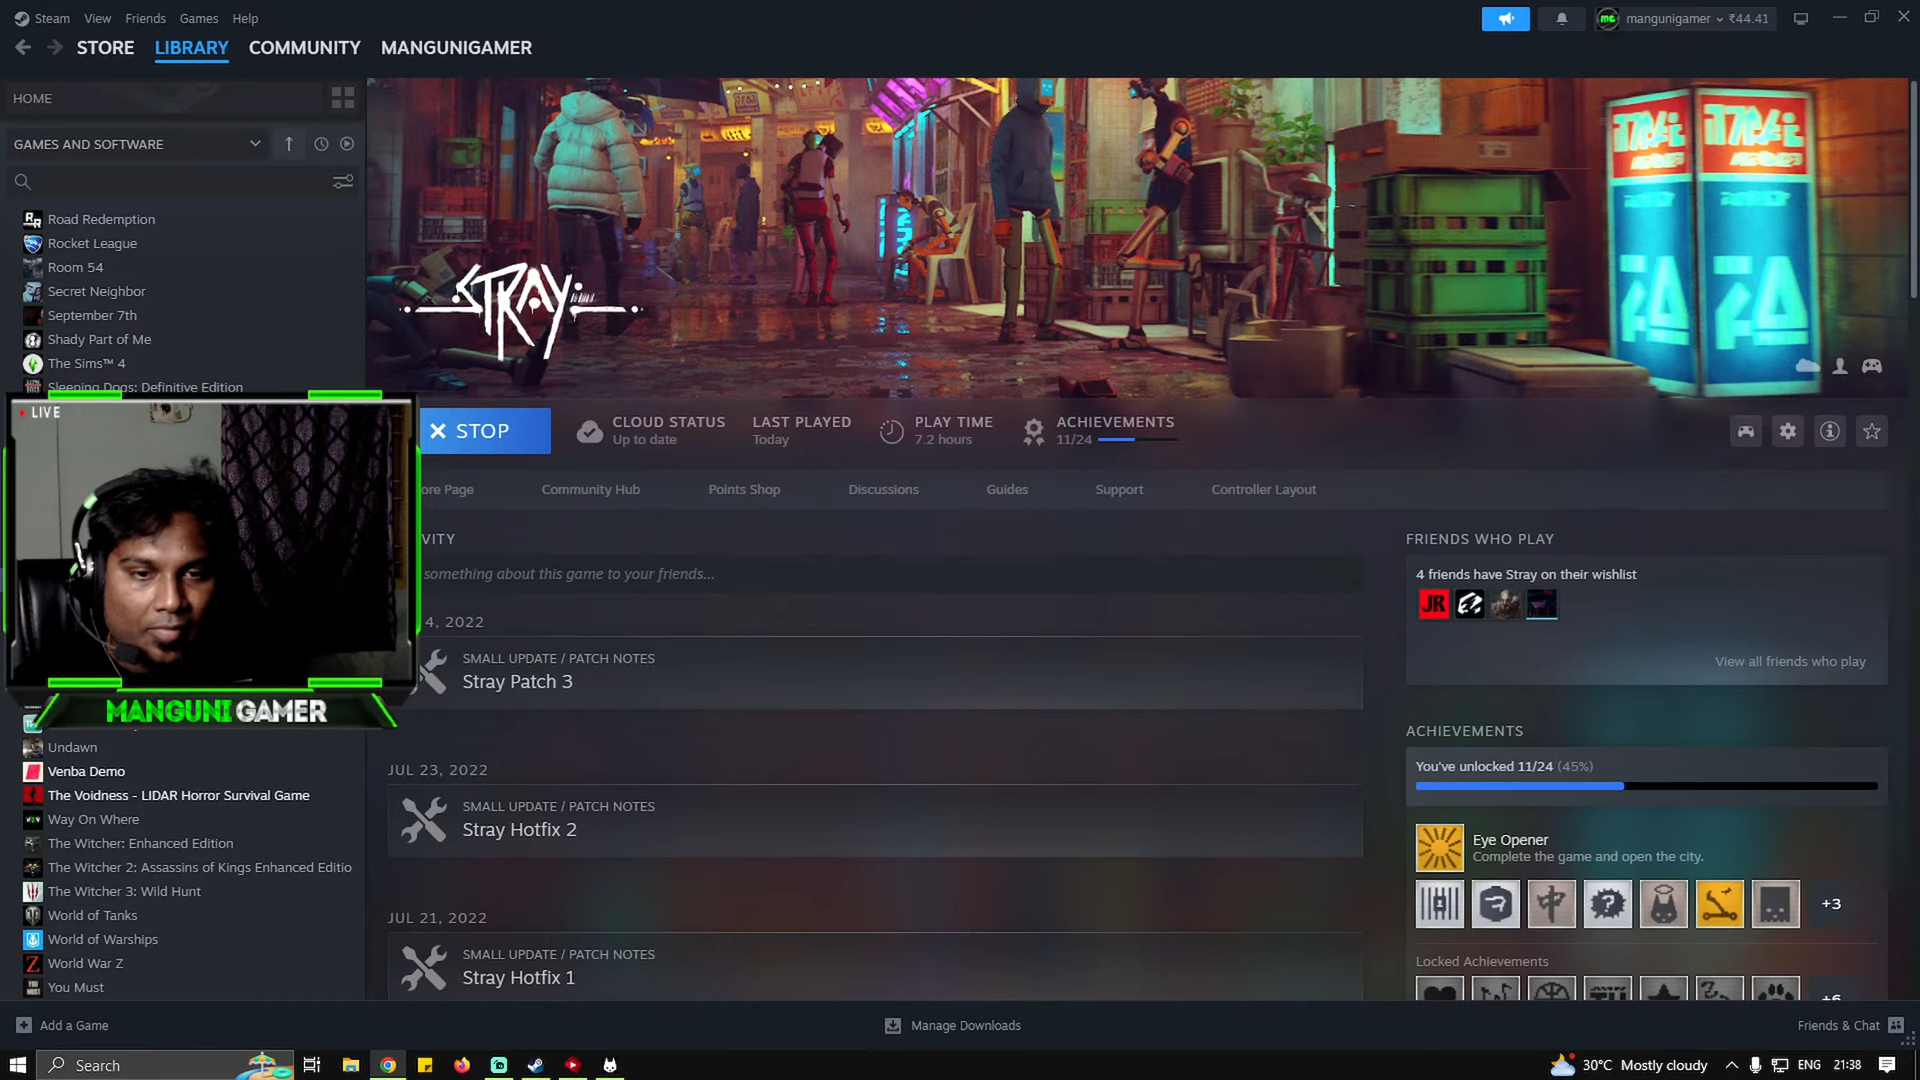 Steam View Friends Games Help
mangunigamer ₹44.41
STORE LIBRARY COMMUNITY MANGUNIGAMER
HOME
GAMES AND SOFTWARE
Road Redemption
Rocket League
Room 54
Secret Neighbor
September 7th
Shady Part of Me
The Sims™ 4
Sleeping Dogs: Definitive Edition
LIVE
MANGUNI GAMER
Undawn
Venba Demo
The Voidness - LIDAR Horror Survival Game
Way On Where
The Witcher: Enhanced Edition
The Witcher 2: Assassins of Kings Enhanced Editio
The Witcher 3: Wild Hunt
World of Tanks
World of Warships
World War Z
You Must
STRAY
STOP
CLOUD STATUS
Up to date
LAST PLAYED
Today
PLAY TIME
7.2 hours
ACHIEVEMENTS
11/24
ore Page Community Hub Points Shop Discussions Guides Support Controller Layout
VITY
something about this game to your friends...
4, 2022
SMALL UPDATE / PATCH NOTES
Stray Patch 3
JUL 23, 2022
SMALL UPDATE / PATCH NOTES
Stray Hotfix 2
JUL 21, 2022
SMALL UPDATE / PATCH NOTES
Stray Hotfix 1
FRIENDS WHO PLAY
4 friends have Stray on their wishlist
JR
View all friends who play
ACHIEVEMENTS
You've unlocked 11/24 (45%)
Eye Opener
Complete the game and open the city.
+3
Locked Achievements
+6
Add a Game
Manage Downloads
Friends & Chat
Search
30°C Mostly cloudy
ENG 21:38